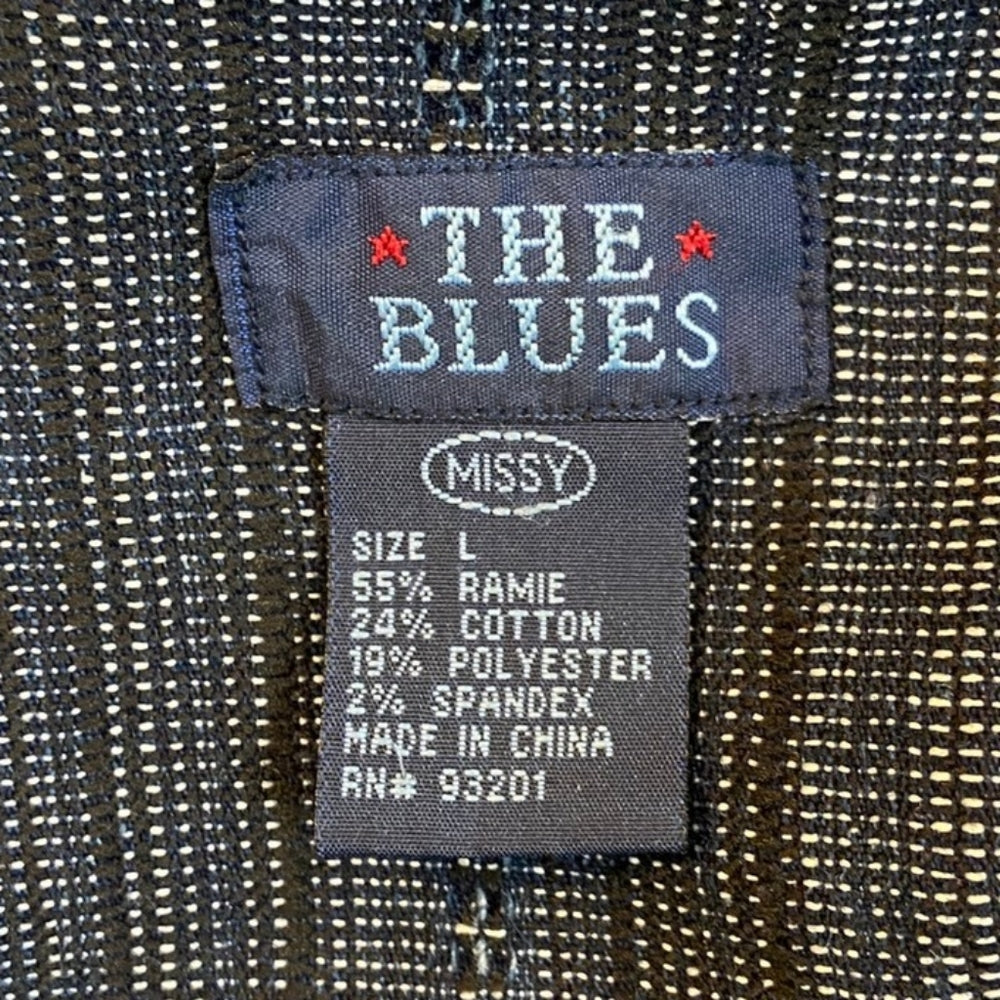 THE
BLUES
MISSY
SIZE L
55% RAMIE
24% COTTON
19% POLYESTER
2% SPANDEX
MADE IN CHINA
RN# 93201